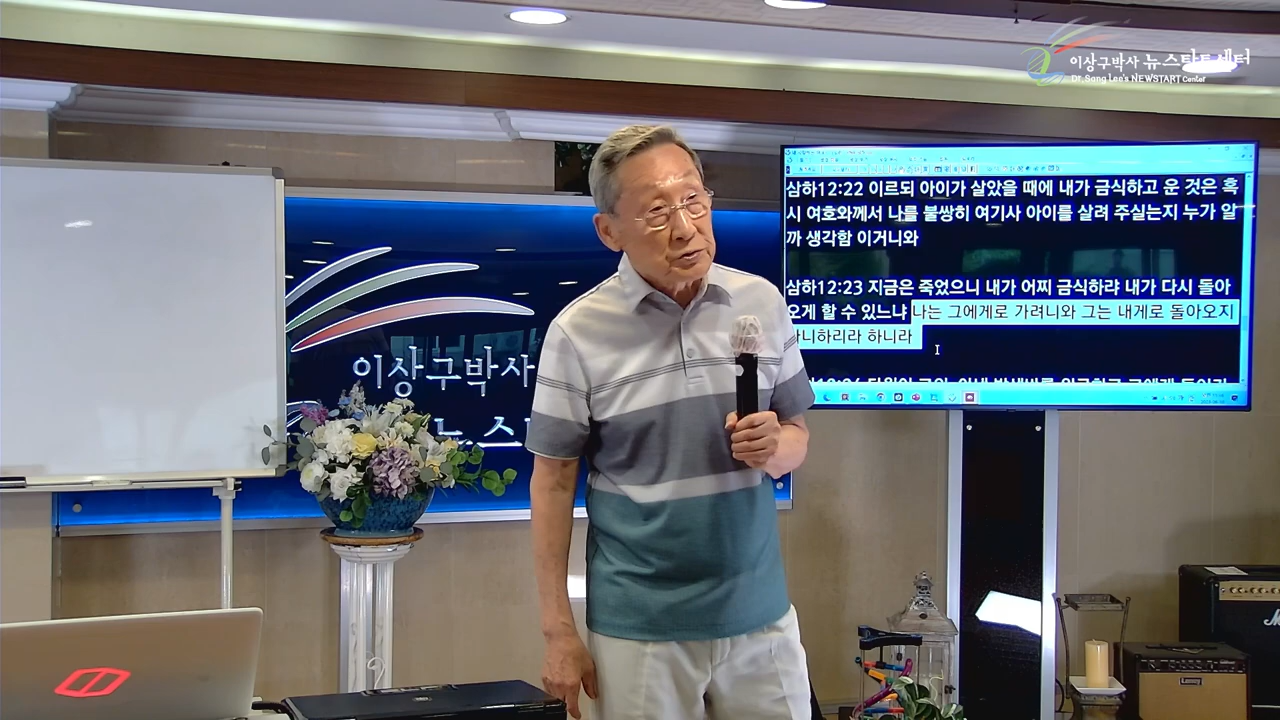 이상구박사 뉴스타트센터
Dr. Sang Lee's NEWSTART Center
삼하12:22 이르되 아이가 살았을 때에 내가 금식하고 운 것은 혹
시 여호와께서 나를 불쌍히 여기사 아이를 살려 주실는지 누가 알
까 생각함 이거니와
삼하12:23 지금은 죽었으니 내가 어찌 금식하랴 내가 다시 돌아
오게 할 수 있느냐 나는 그에게로 가려니와 그는 내게로 돌아오지
아니하리라 하니라
이상구박사
뉴 스
Laney